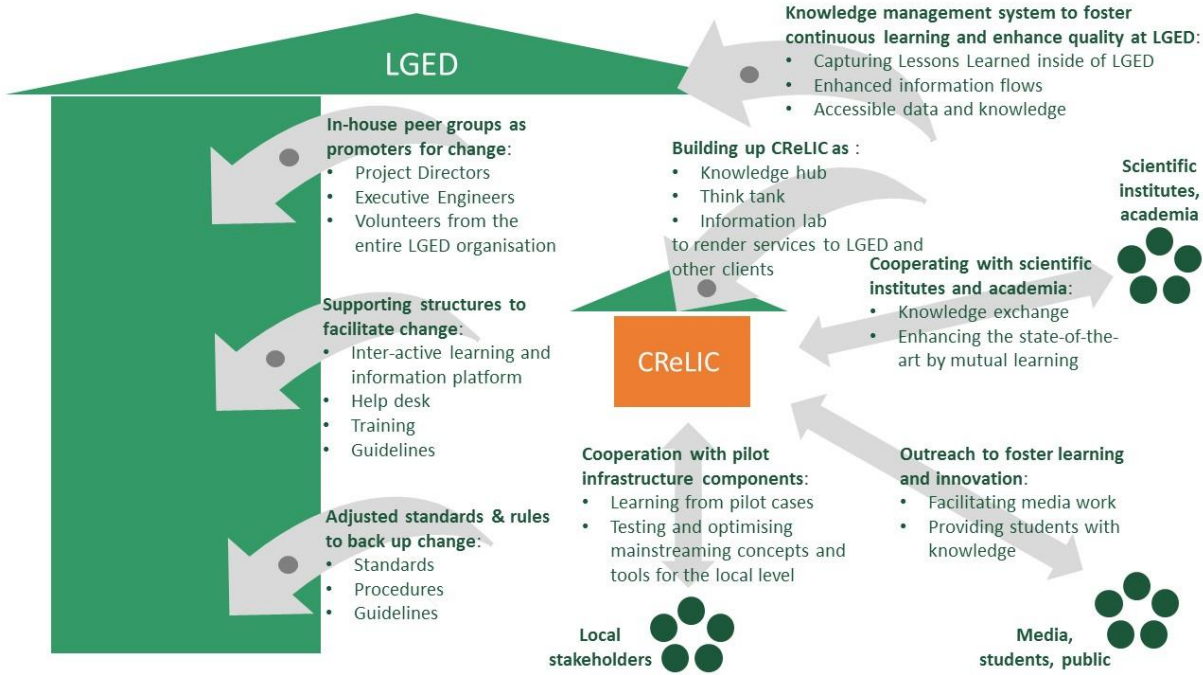 LGED
Knowledge management system to foster
continuous learning and enhance quality at LGED:
• Capturing Lessons Learned inside of LGED
• Enhanced information flows
• Accessible data and knowledge
In-house peer groups as
promoters for change:
• Project Directors
• Executive Engineers
• Volunteers from the
entire LGED organisation
Building up CReLIC as :
• Knowledge hub
• Think tank
• Information lab
to render services to LGED and
other clients
Scientific
institutes,
academia
Cooperating with scientific
institutes and academia:
• Knowledge exchange
• Enhancing the state-of-the-
art by mutual learning
Supporting structures to
facilitate change:
• Inter-active learning and
information platform
• Help desk
• Training
• Guidelines
CReLIC
Cooperation with pilot
infrastructure components:
• Learning from pilot cases
• Testing and optimising
mainstreaming concepts and
tools for the local level
Outreach to foster learning
and innovation:
• Facilitating media work
• Providing students with
knowledge
Adjusted standards & rules
to back up change:
• Standards
• Procedures
• Guidelines
Local
stakeholders
Media,
students, public